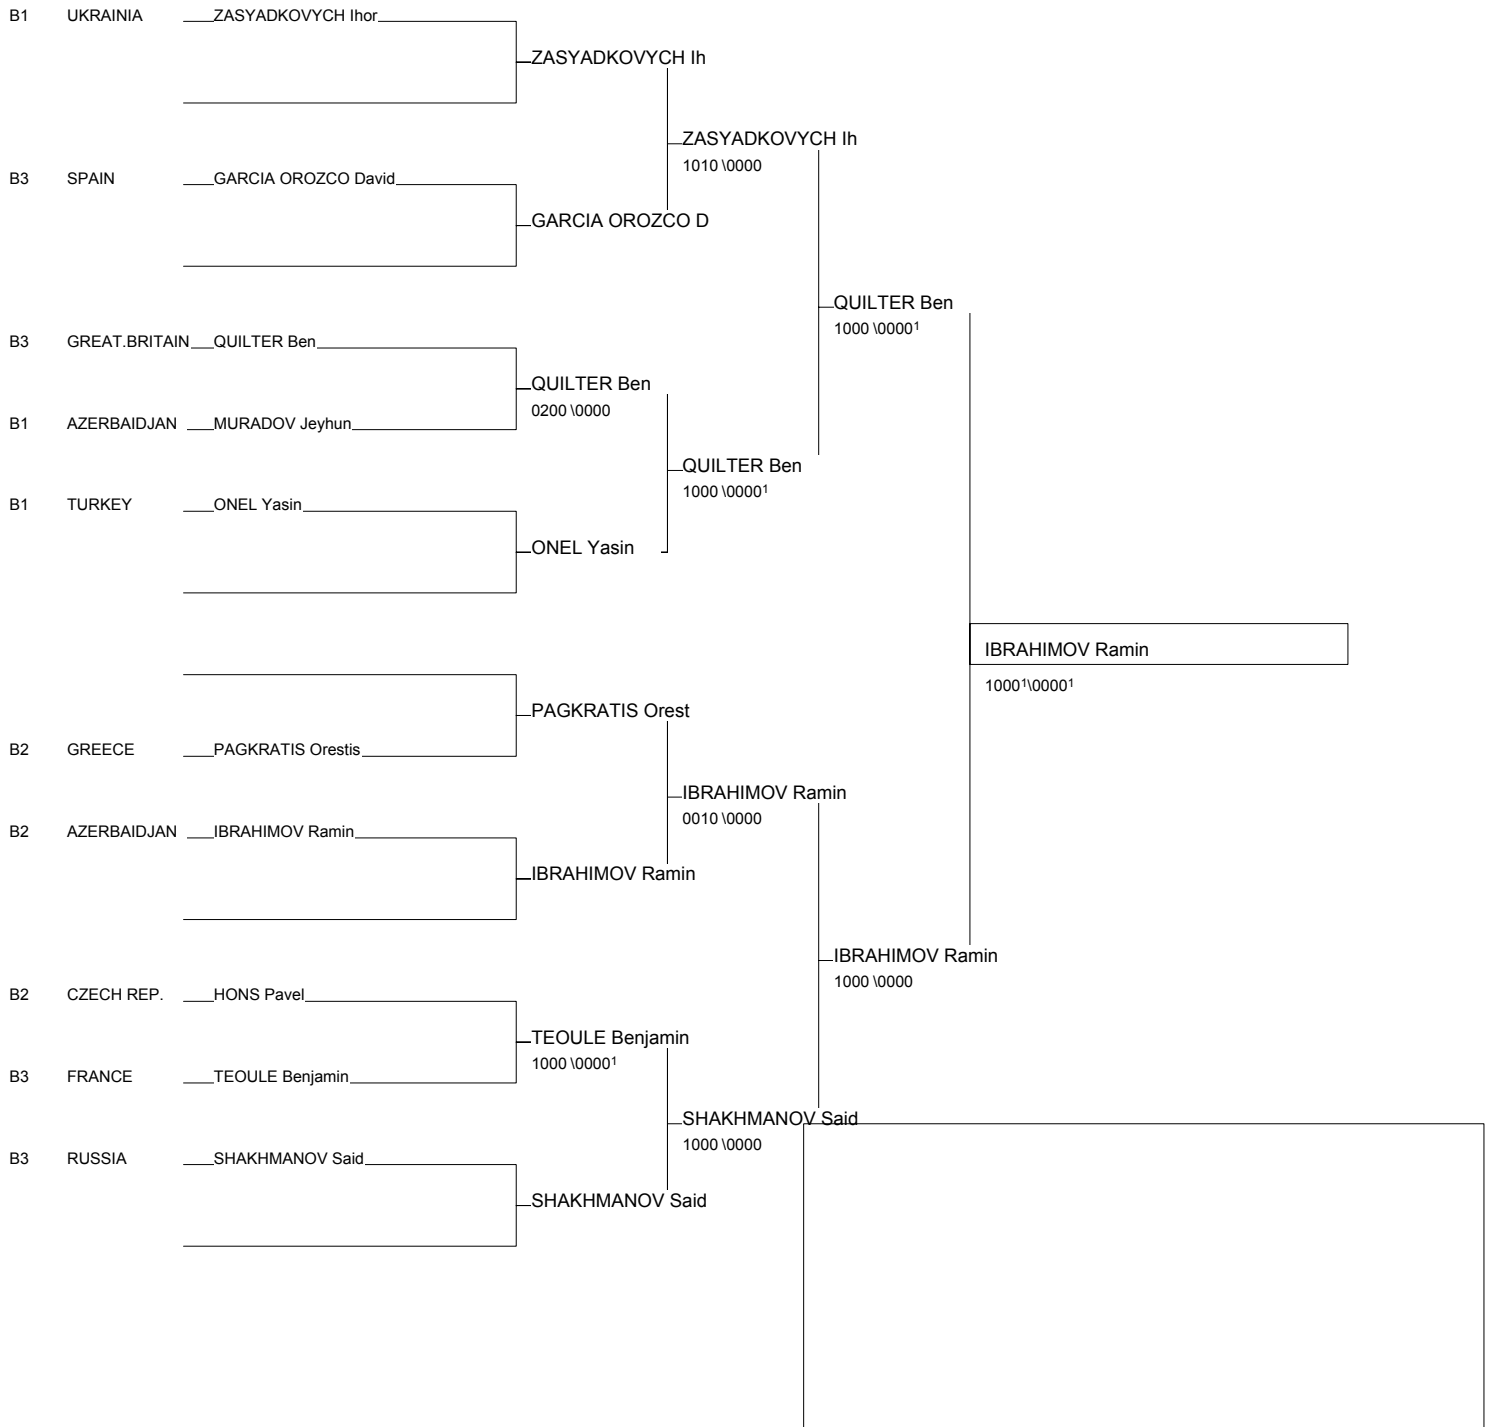 B1 UKRAINIA ZASYADKOVYCH Ihor
ZASYADKOVYCH Ih
ZASYADKOVYCH Ih
1010 \0000
B3 SPAIN GARCIA OROZCO David
GARCIA OROZCO D
QUILTER Ben
1000 \0000¹
B3 GREAT.BRITAIN QUILTER Ben
QUILTER Ben
0200 \0000
B1 AZERBAIDJAN MURADOV Jeyhun
QUILTER Ben
1000 \0000¹
B1 TURKEY ONEL Yasin
ONEL Yasin
IBRAHIMOV Ramin
1000¹\0000¹
PAGKRATIS Orest
B2 GREECE PAGKRATIS Orestis
IBRAHIMOV Ramin
0010 \0000
B2 AZERBAIDJAN IBRAHIMOV Ramin
IBRAHIMOV Ramin
IBRAHIMOV Ramin
1000 \0000
B2 CZECH REP. HONS Pavel
TEOULE Benjamin
1000 \0000¹
B3 FRANCE TEOULE Benjamin
SHAKHMANOV Said
1000 \0000
B3 RUSSIA SHAKHMANOV Said
SHAKHMANOV Said